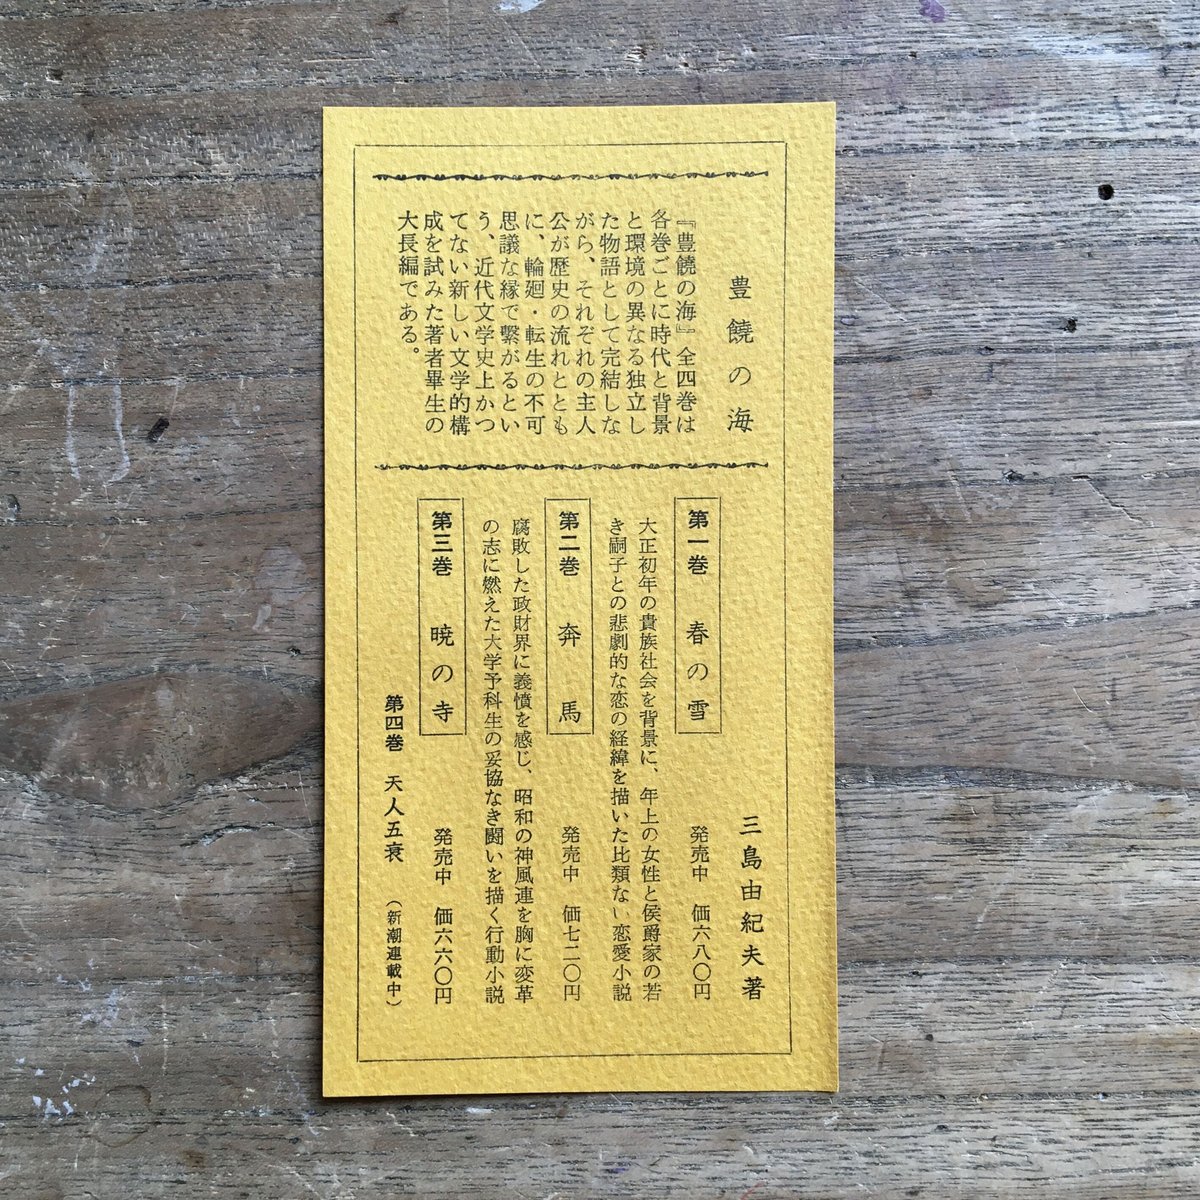 豊饒の海
『豊饒の海』全四巻は
各巻ごとに時代と背景
と環境の異なる独立し
た物語として完結しな
がら、それぞれの主人
公が歴史の流れととも
に、輪廻・転生の不可
思議な縁で繋がるとい
う、近代文学史上かつ
てない新しい文学的構
成を試みた著者畢生の
大長編である。
三島由紀夫著
第一巻 春の雪 発売中 価六八〇円
大正初年の貴族社会を背景に、年上の女性と侯爵家の若
き嗣子との悲劇的な恋の経緯を描いた比類ない恋愛小説
第二巻 奔馬 発売中 価七二〇円
腐敗した政財界に義憤を感じ、昭和の神風連を胸に変革
の志に燃えた大学予科生の妥協なき闘いを描く行動小説
第三巻 暁の寺 発売中 価六六〇円
第四巻 天人五衰 （新潮連載中）